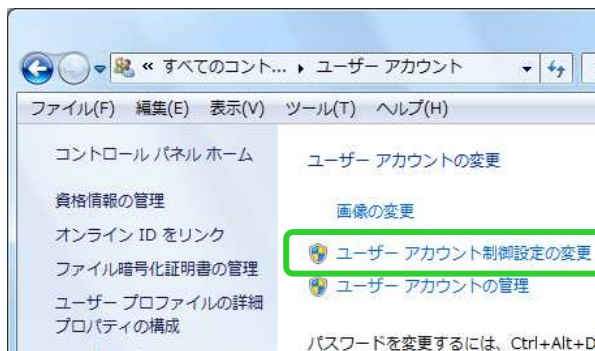 « すべてのコント... ▸ ユーザー アカウント
ファイル(F) 編集(E) 表示(V) ツール(T) ヘルプ(H)
コントロール パネル ホーム
資格情報の管理
オンライン ID をリンク
ファイル暗号化証明書の管理
ユーザー プロファイルの詳細
プロパティの構成
ユーザー アカウントの変更
画像の変更
ユーザー アカウント制御設定の変更
ユーザー アカウントの管理
パスワードを変更するには、Ctrl+Alt+D